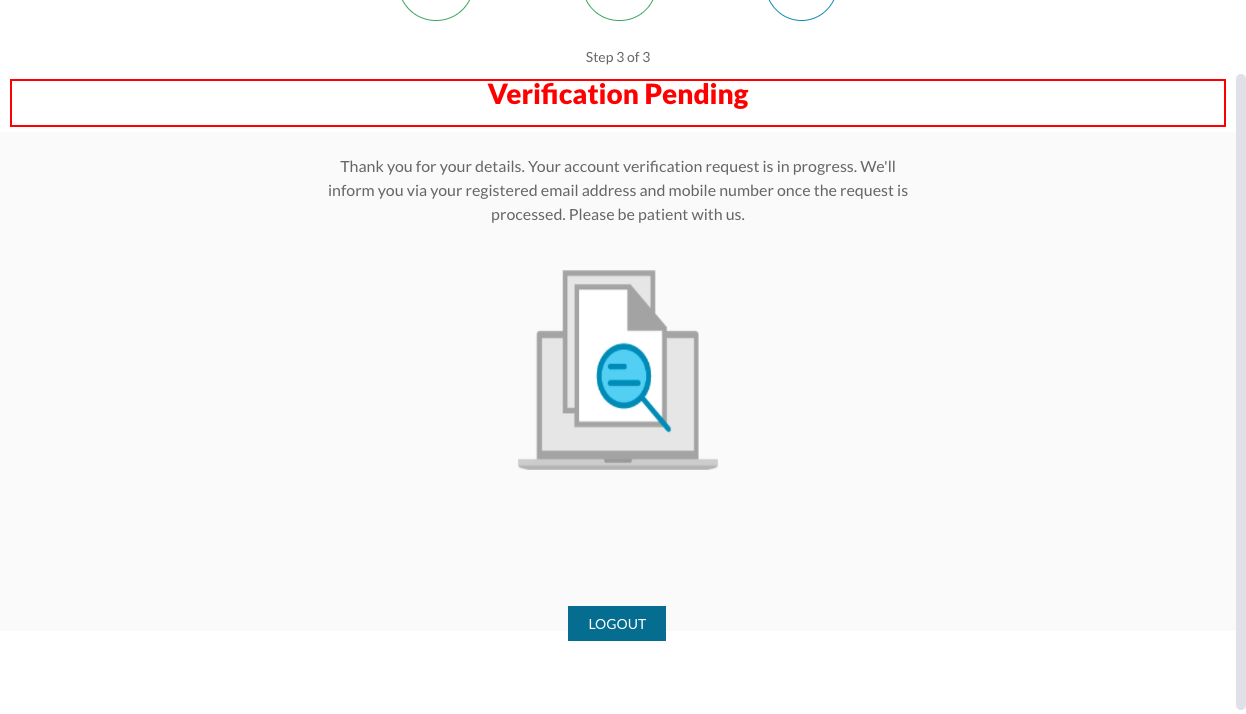 Step 3 of 3
Verification Pending
Thank you for your details. Your account verification request is in progress. We'll
inform you via your registered email address and mobile number once the request is
processed. Please be patient with us.
LOGOUT